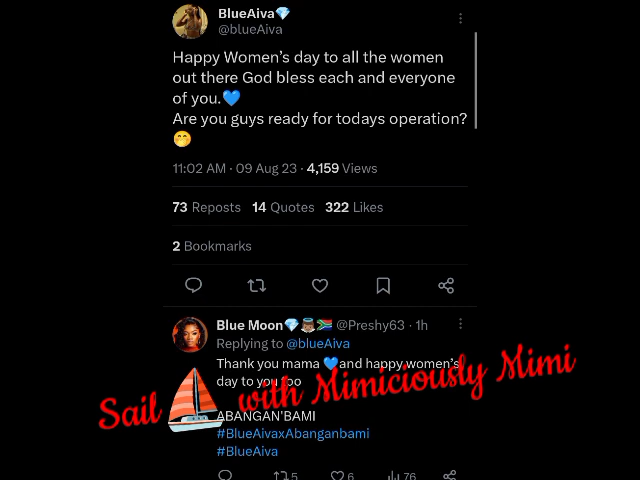 BlueAiva💎
@blueAiva
Happy Women's day to all the women
out there God bless each and everyone
of you.💙
Are you guys ready for todays operation?
🤭
11:02 AM · 09 Aug 23 · 4,159 Views
73 Reposts 14 Quotes 322 Likes
2 Bookmarks
Blue Moon💎👼🏽🇿🇦 @Preshy63 · 1h
Replying to @blueAiva
Thank you mama 💙and happy women's
day to you too
Sail ⛵ with Mimiciously Mimi
ABANGAN'BAMI
#BlueAivaxAbanganbami
#BlueAiva
5 6 76